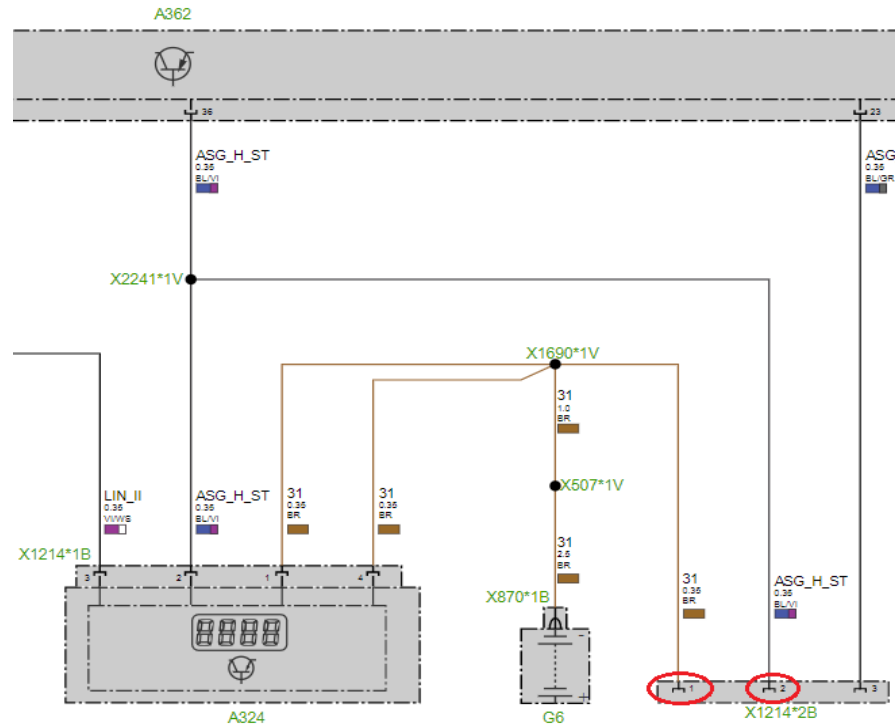 A362
36
23
ASG_H_ST
0.35
BL/VI
ASG
0.35
BL/GR
X2241*1V
X1690*1V
31
1.0
BR
X507*1V
LIN_II
0.35
VI/WS
ASG_H_ST
0.35
BL/VI
31
0.35
BR
31
0.35
BR
31
2.5
BR
31
0.35
BR
ASG_H_ST
0.35
BL/VI
X1214*1B
3
2
1
4
X870*1B
-
+
8888
1
2
3
X1214*2B
A324
G6